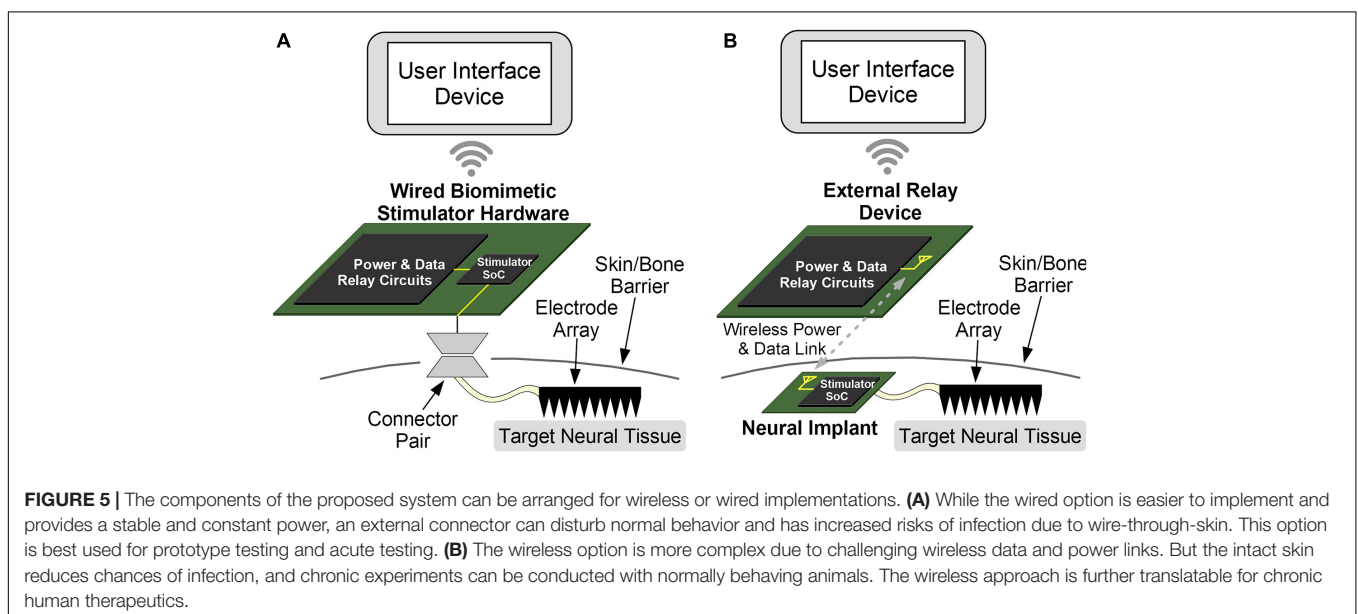 A
User Interface
Device
Wired Biomimetic
Stimulator Hardware
Power & Data
Relay Circuits
Stimulator
SoC
Skin/Bone
Barrier
Electrode
Array
Connector
Pair
Target Neural Tissue
B
User Interface
Device
External Relay
Device
Power & Data
Relay Circuits
Skin/Bone
Barrier
Electrode
Array
Wireless Power
& Data Link
Stimulator
SoC
Neural Implant
Target Neural Tissue
FIGURE 5 | The components of the proposed system can be arranged for wireless or wired implementations. (A) While the wired option is easier to implement and
provides a stable and constant power, an external connector can disturb normal behavior and has increased risks of infection due to wire-through-skin. This option
is best used for prototype testing and acute testing. (B) The wireless option is more complex due to challenging wireless data and power links. But the intact skin
reduces chances of infection, and chronic experiments can be conducted with normally behaving animals. The wireless approach is further translatable for chronic
human therapeutics.